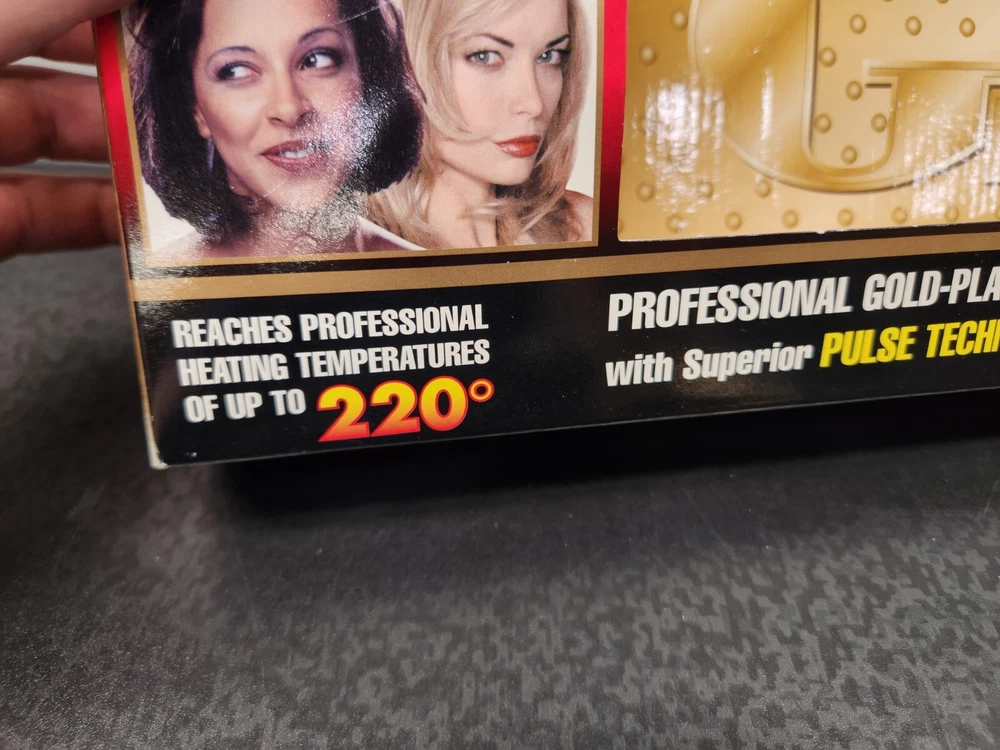 REACHES PROFESSIONAL
HEATING TEMPERATURES
OF UP TO 220°
PROFESSIONAL GOLD-PLA
with Superior PULSE TECH